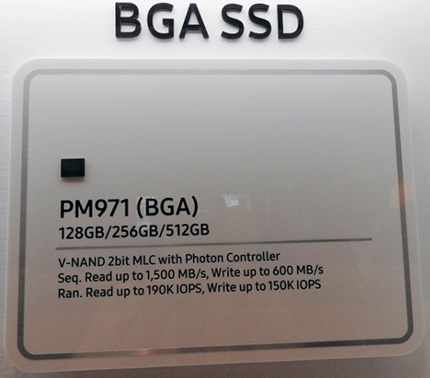 BGA SSD
PM971 (BGA)
128GB/256GB/512GB
V-NAND 2bit MLC with Photon Controller
Seq. Read up to 1,500 MB/s, Write up to 600 MB/s
Ran. Read up to 190K IOPS, Write up to 150K IOPS